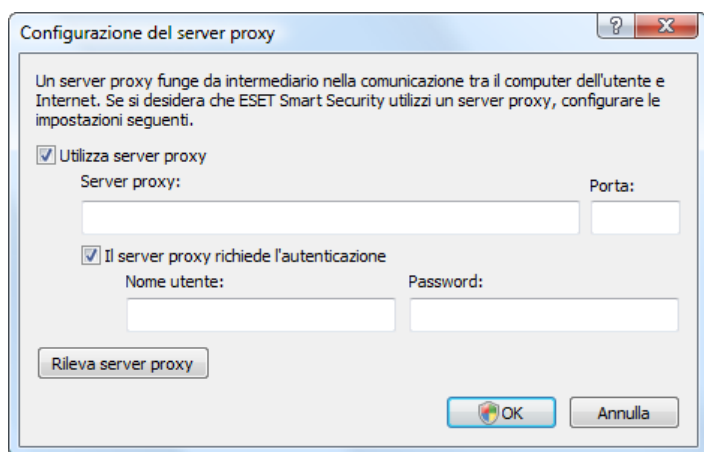 Configurazione del server proxy
Un server proxy funge da intermediario nella comunicazione tra il computer dell'utente e
Internet. Se si desidera che ESET Smart Security utilizzi un server proxy, configurare le
impostazioni seguenti.
Utilizza server proxy
Server proxy: Porta:
Il server proxy richiede l'autenticazione
Nome utente: Password:
Rileva server proxy
OK Annulla